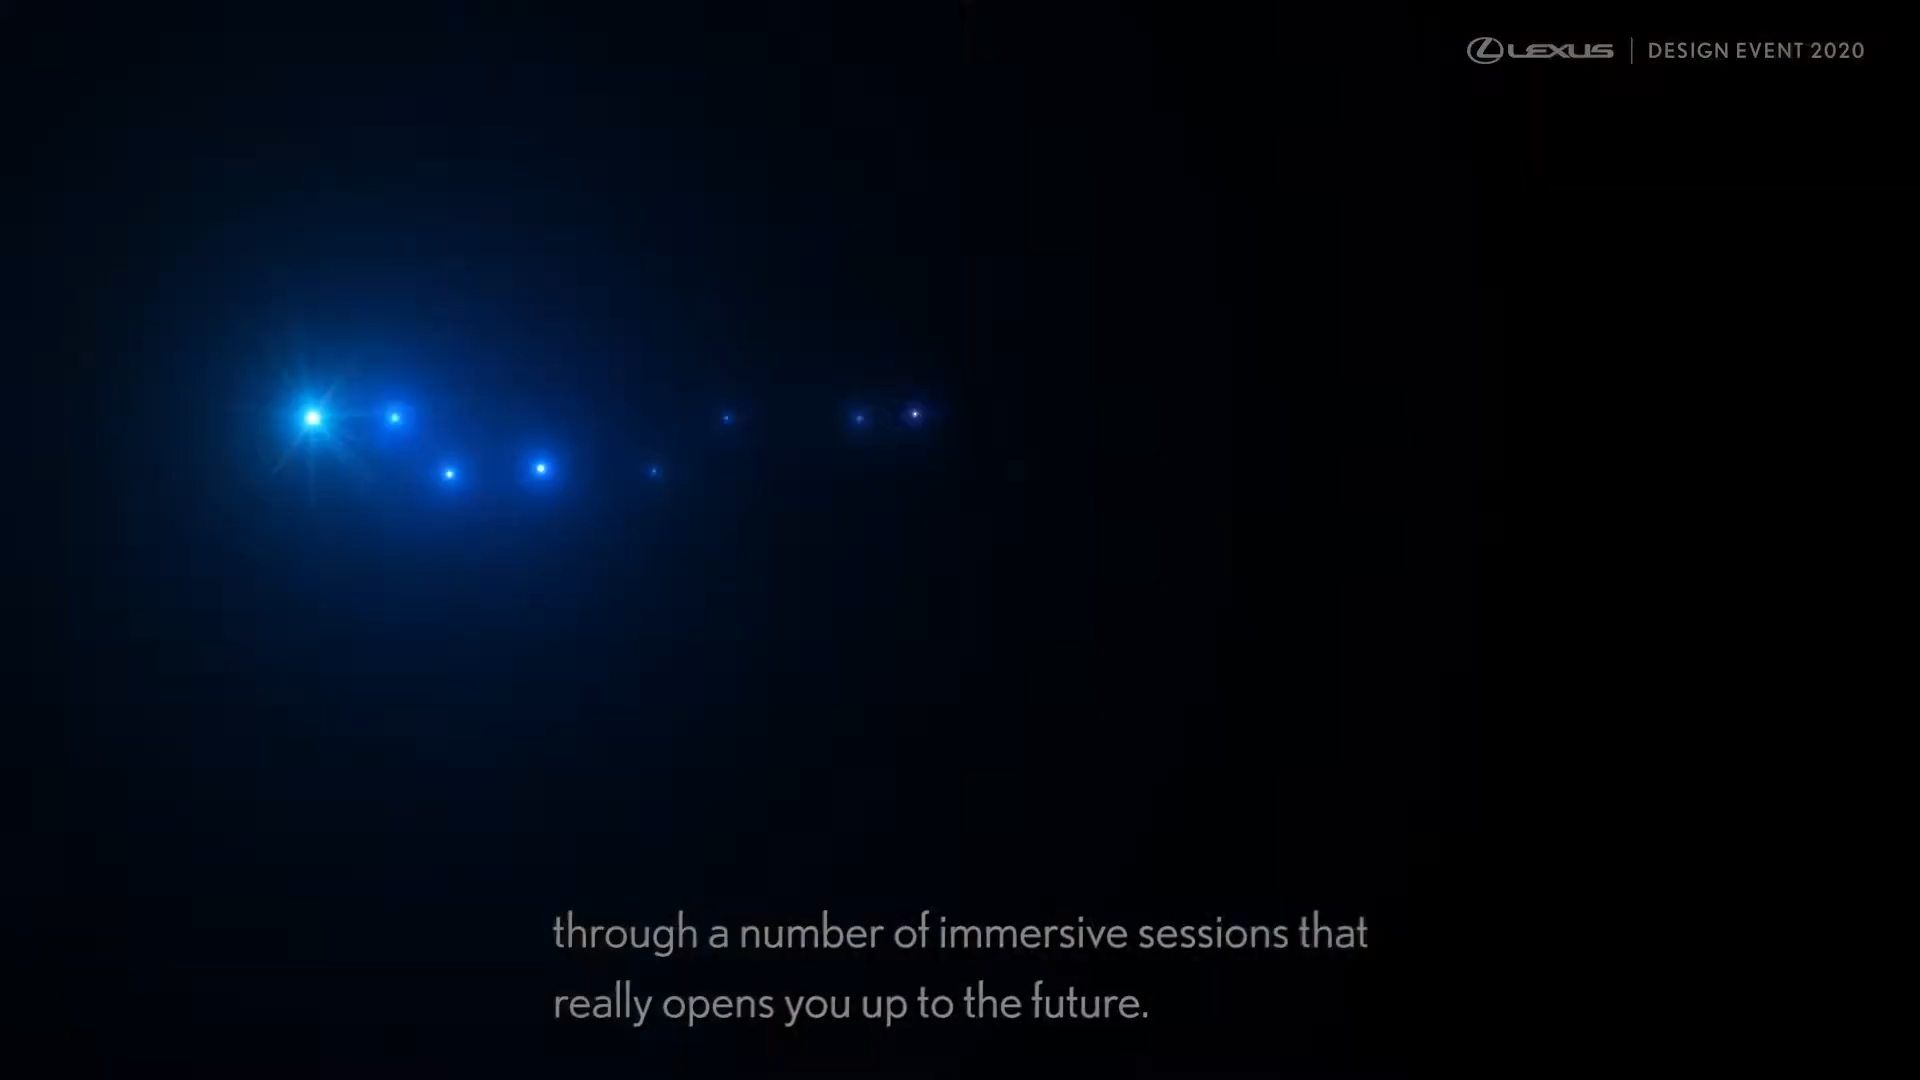 LEXUS | DESIGN EVENT 2020
through a number of immersive sessions that
really opens you up to the future.